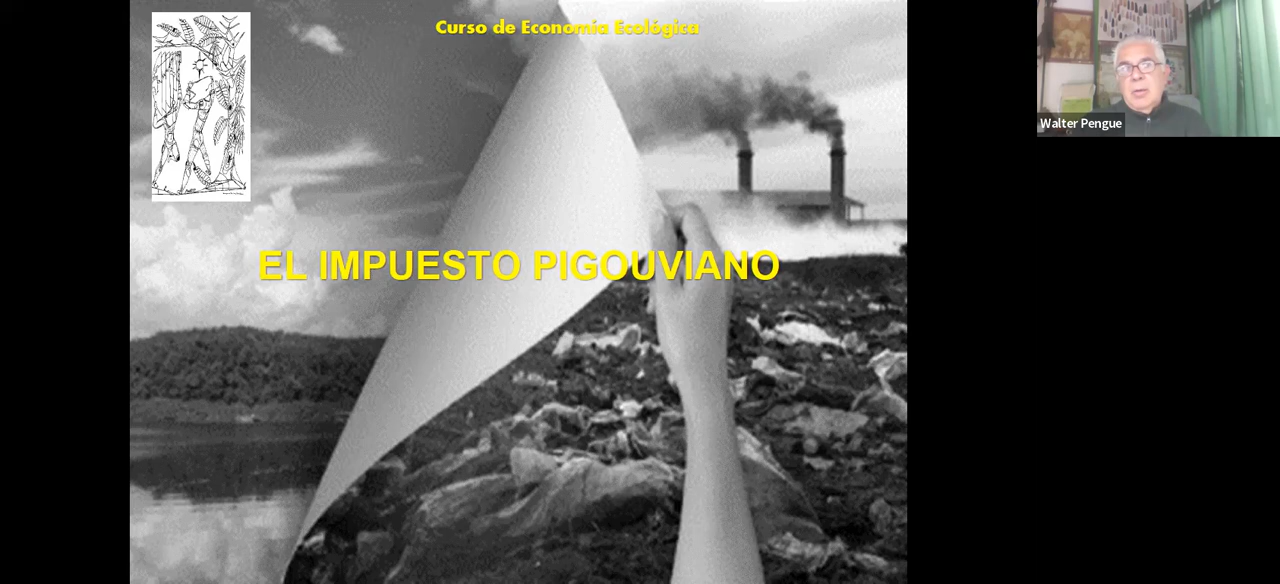 Curso de Economía Ecológica
EL IMPUESTO PIGOUVIANO
Walter Pengue